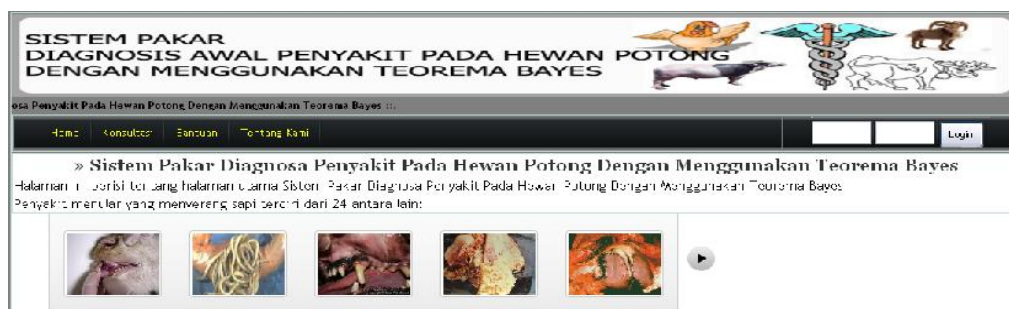 SISTEM PAKAR
DIAGNOSIS AWAL PENYAKIT PADA HEWAN POTONG
DENGAN MENGGUNAKAN TEOREMA BAYES
osa Penyakit Pada Hewan Potong Dengan Menggunakan Teorema Bayes ::.
Home Konsultasi Bantuan Tentang Kami Login
» Sistem Pakar Diagnosa Penyakit Pada Hewan Potong Dengan Menggunakan Teorema Bayes
Halaman ini berisi tentang halaman utama Sistem Pakar Diagnosa Penyakit Pada Hewan Potong Dengan Menggunakan Teorema Bayes
Penyakit menular yang menyerang sapi terdiri dari 24 antara lain: